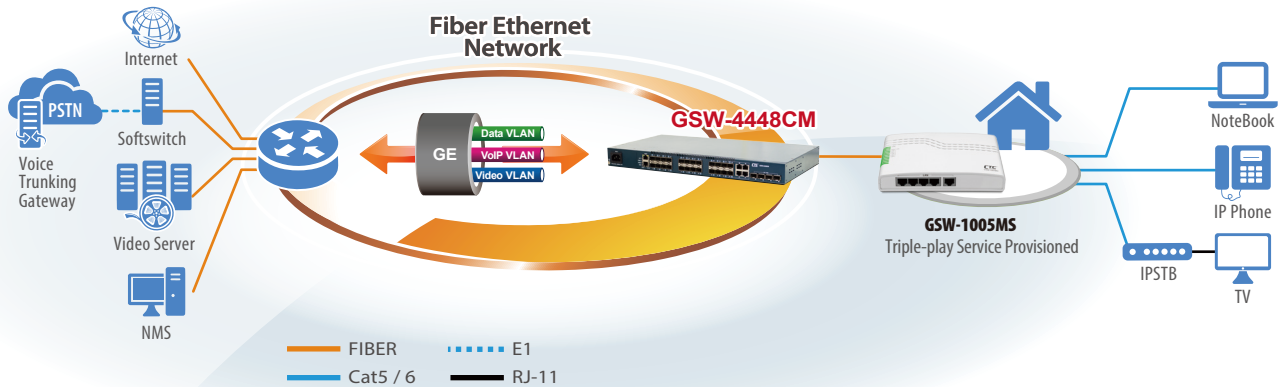 Fiber Ethernet
Network
Internet
PSTN
Softswitch
Voice
Trunking
Gateway
Video Server
NMS
GE
Data VLAN
VoIP VLAN
Video VLAN
GSW-4448CM
CTC
GSW-1005MS
Triple-play Service Provisioned
NoteBook
IP Phone
IPSTB
TV
FIBER
E1
Cat5 / 6
RJ-11